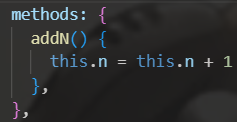 methods: {
  addN() {
    this.n = this.n + 1
  },
},